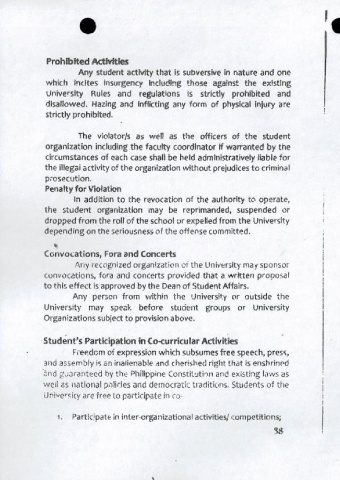 Prohibited Activities
Any student activity that is subversive in nature and one
which incites insurgency including those against the existing
University Rules and regulations is strictly prohibited and
disallowed. Hazing and inflicting any form of physical injury are
strictly prohibited.
The violator/s as well as the officers of the student
organization including the faculty coordinator if warranted by the
circumstances of each case shall be held administratively liable for
the illegal activity of the organization without prejudices to criminal
prosecution.
Penalty for Violation
In addition to the revocation of the authority to operate,
the student organization may be reprimanded, suspended or
dropped from the roll of the school or expelled from the University
depending on the seriousness of the offense committed.
Convocations, Fora and Concerts
Any recognized organization of the University may sponsor
convocations, fora and concerts provided that a written proposal
to this effect is approved by the Dean of Student Affairs.
Any person from within the University or outside the
University may speak before student groups or University
Organizations subject to provision above.
Student's Participation in Co-curricular Activities
Freedom of expression which subsumes free speech, press,
and assembly is an inalienable and cherished right that is enshrined
and guaranteed by the Philippine Constitution and existing laws as
well as national policies and democratic traditions. Students of the
University are free to participate in co-
1. Participate in inter-organizational activities/ competitions;
38